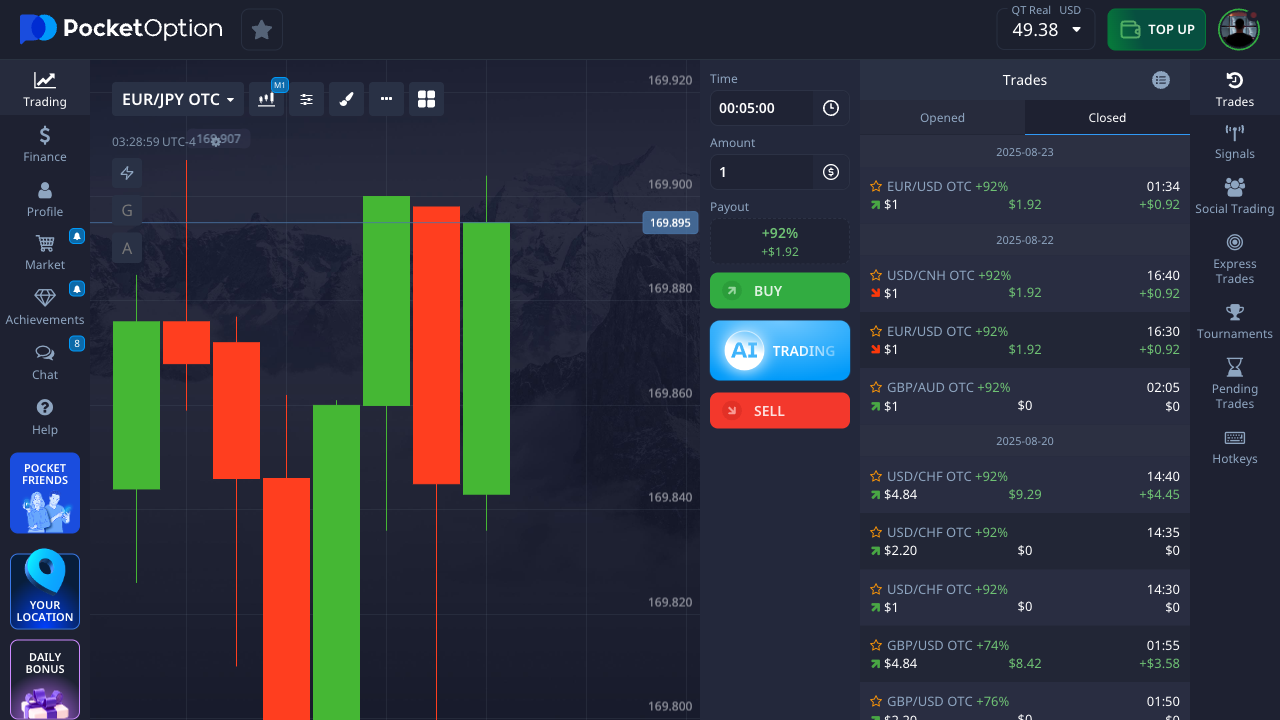 PocketOption
QT Real USD
49.38
TOP UP
Trading
Finance
Profile
Market
Achievements
8
Chat
Help
POCKET
FRIENDS
YOUR
LOCATION
DAILY
BONUS
EUR/JPY OTC
M1
03:28:59 UTC-4
169.907
G
A
169.920
169.900
169.895
169.880
169.860
169.840
169.820
169.800
Time
00:05:00
Amount
1
Payout
+92%
+$1.92
BUY
AI TRADING
SELL
Trades
Opened
Closed
2025-08-23
EUR/USD OTC +92% 01:34
$1 $1.92 +$0.92
2025-08-22
USD/CNH OTC +92% 16:40
$1 $1.92 +$0.92
EUR/USD OTC +92% 16:30
$1 $1.92 +$0.92
GBP/AUD OTC +92% 02:05
$1 $0 $0
2025-08-20
USD/CHF OTC +92% 14:40
$4.84 $9.29 +$4.45
USD/CHF OTC +92% 14:35
$2.20 $0 $0
USD/CHF OTC +92% 14:30
$1 $0 $0
GBP/USD OTC +74% 01:55
$4.84 $8.42 +$3.58
GBP/USD OTC +76% 01:50
$2.20 $0 $0
Trades
Signals
Social Trading
Express
Trades
Tournaments
Pending
Trades
Hotkeys